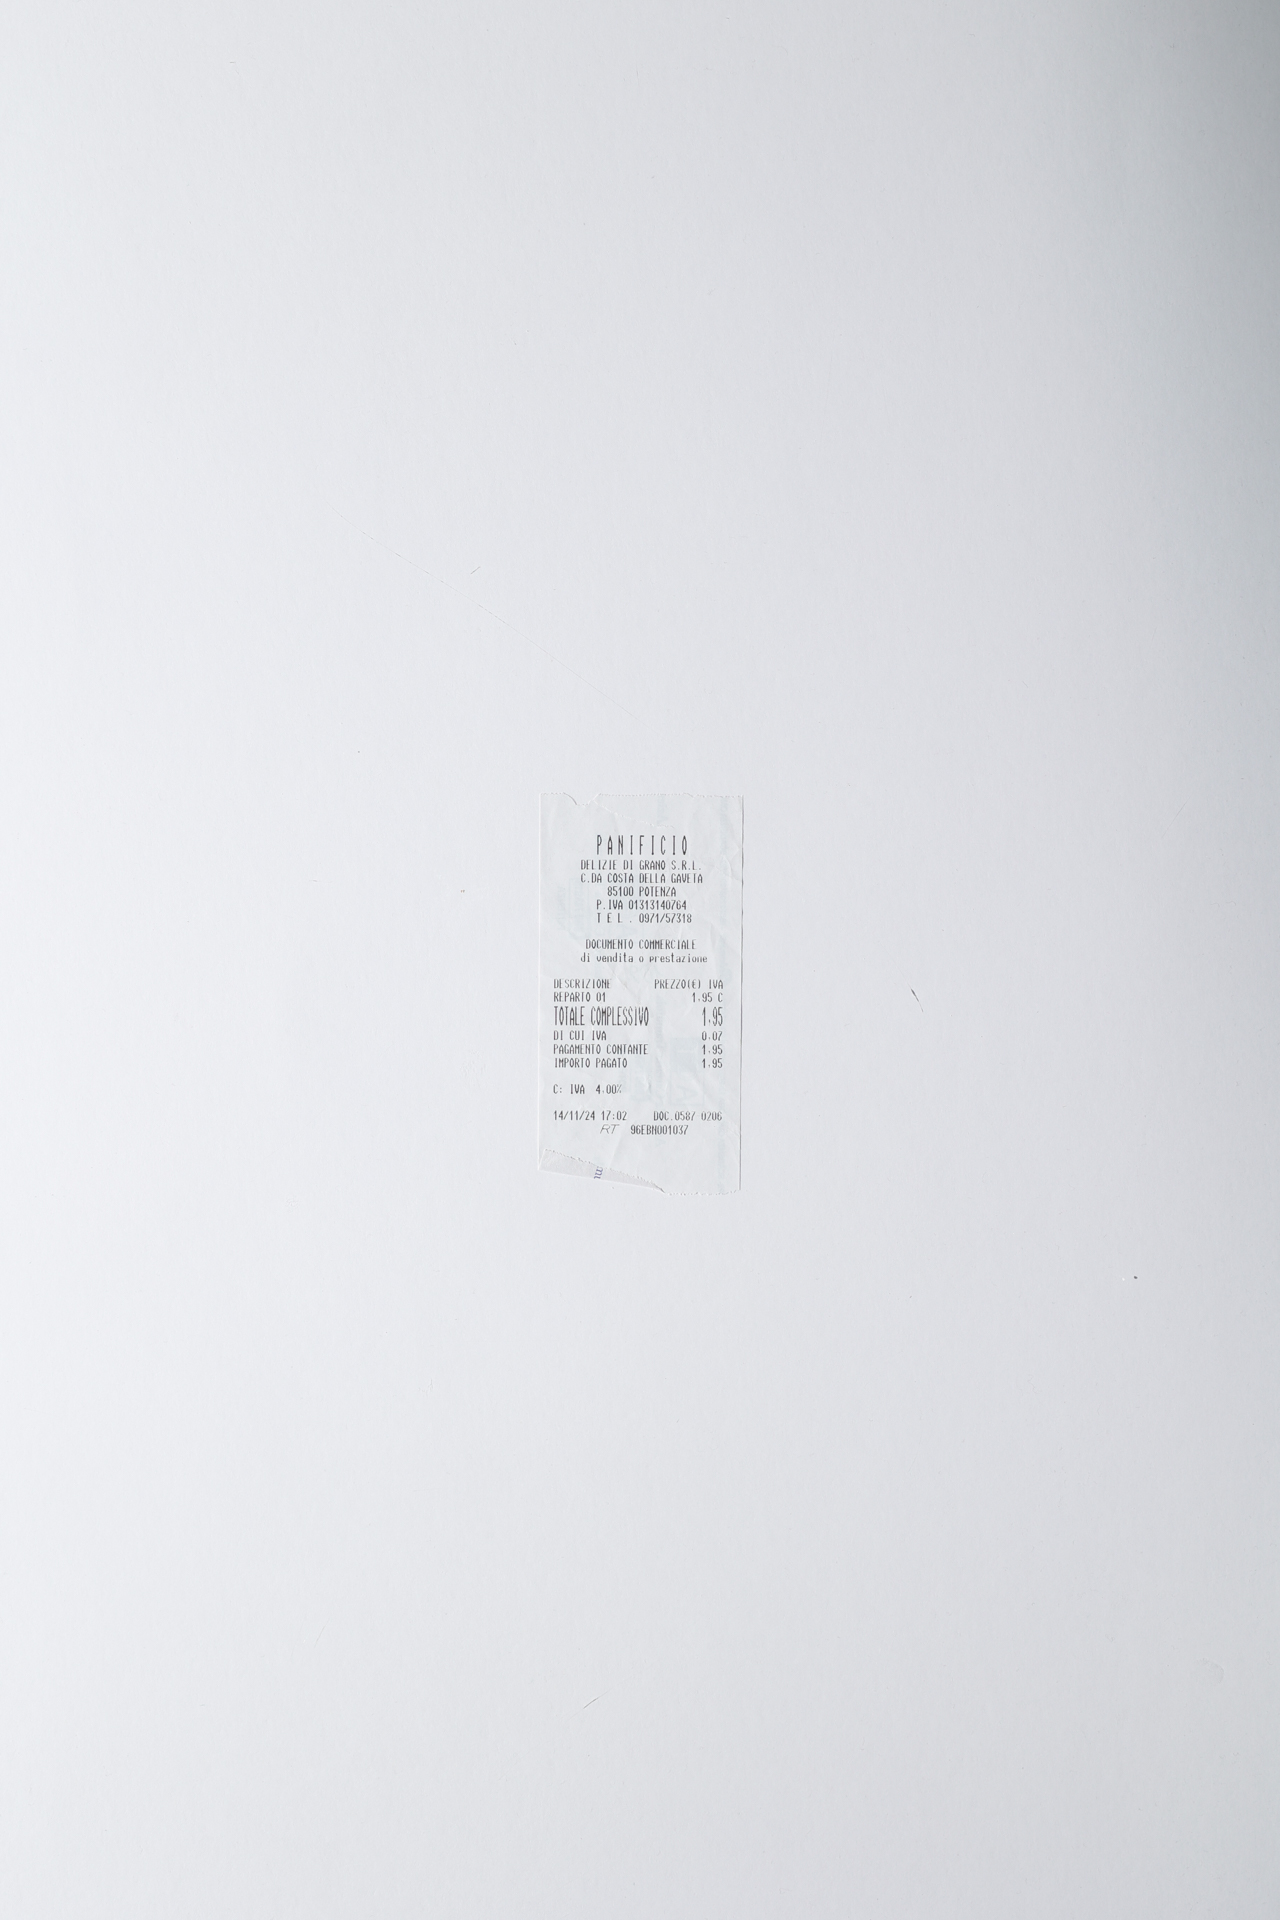 PANIFICIO
DELIZIE DI GRANO S.R.L.
C.DA COSTA DELLA GAVETA
85100 POTENZA
P.IVA 01313140764
TEL. 0971/57318
DOCUMENTO COMMERCIALE
di vendita o prestazione
DESCRIZIONE PREZZO(€) IVA
REPARTO 01 1.95 C
TOTALE COMPLESSIVO 1.95
DI CUI IVA 0.07
PAGAMENTO CONTANTE 1.95
IMPORTO PAGATO 1.95
C: IVA 4.00%
14/11/24 17:02 DOC.0587 0206
RT 96EBN001037